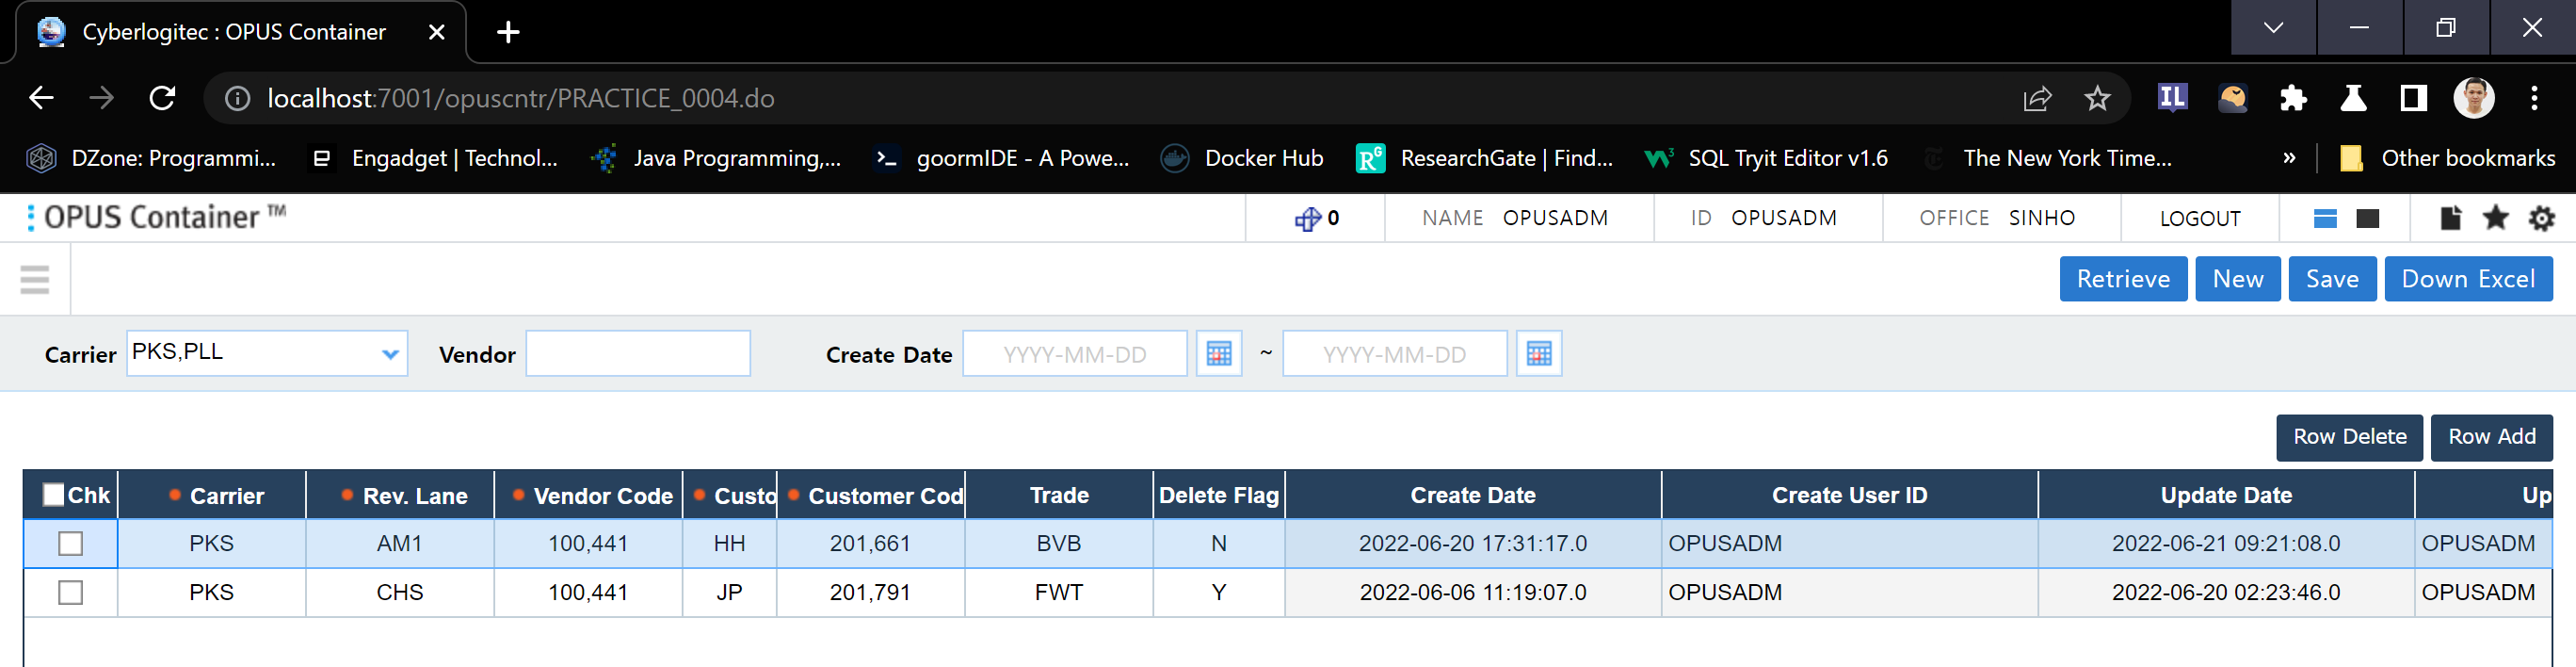 Cyberlogitec : OPUS Container
localhost:7001/opuscntr/PRACTICE_0004.do
IL
DZone: Programmi... Engadget | Technol... Java Programming,... goormIDE - A Powe... Docker Hub ResearchGate | Find... SQL Tryit Editor v1.6 The New York Time... » Other bookmarks
OPUS Container ™ 0 NAME OPUSADM ID OPUSADM OFFICE SINHO LOGOUT
Retrieve New Save Down Excel
Carrier PKS,PLL Vendor Create Date YYYY-MM-DD ~ YYYY-MM-DD
Row Delete Row Add
Chk Carrier Rev. Lane Vendor Code Custo Customer Cod Trade Delete Flag Create Date Create User ID Update Date Up
PKS AM1 100,441 HH 201,661 BVB N 2022-06-20 17:31:17.0 OPUSADM 2022-06-21 09:21:08.0 OPUSADM
PKS CHS 100,441 JP 201,791 FWT Y 2022-06-06 11:19:07.0 OPUSADM 2022-06-20 02:23:46.0 OPUSADM